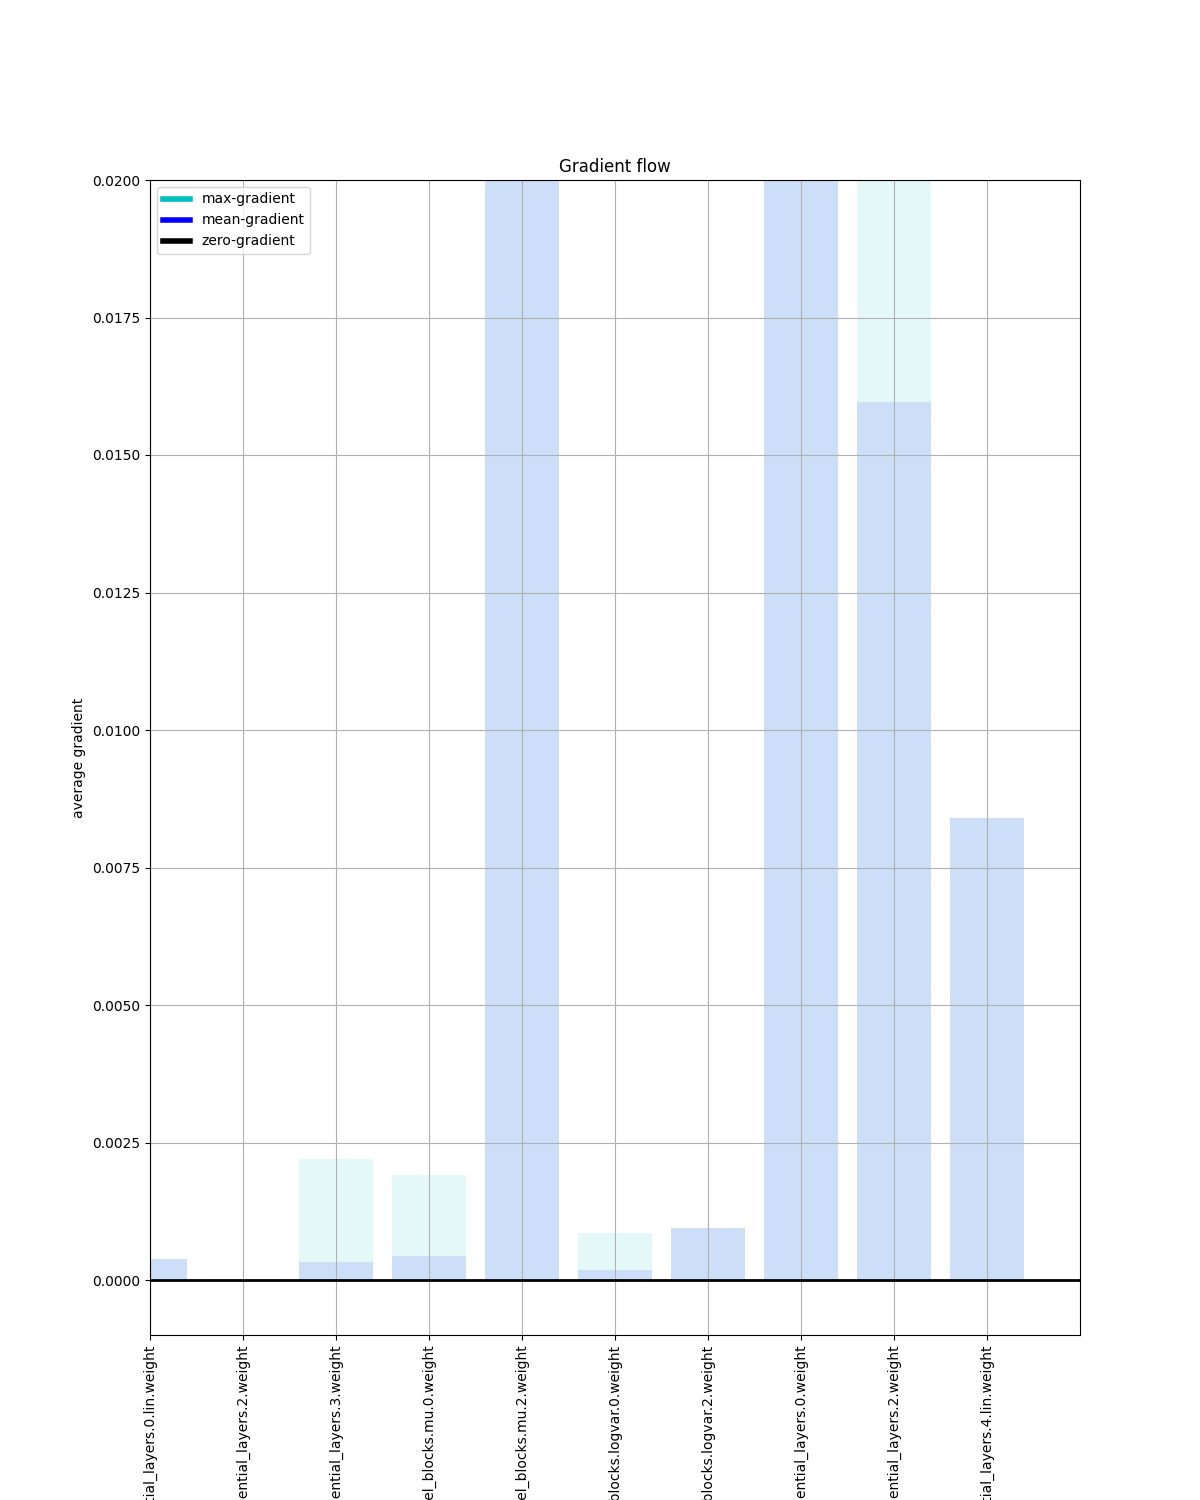 Gradient flow
max-gradient
mean-gradient
zero-gradient
0.0200
0.0175
0.0150
0.0125
0.0100
0.0075
0.0050
0.0025
0.0000
average gradient
tial_layers.0.lin.weight
ential_layers.2.weight
ential_layers.3.weight
el_blocks.mu.0.weight
el_blocks.mu.2.weight
blocks.logvar.0.weight
blocks.logvar.2.weight
ential_layers.0.weight
ential_layers.2.weight
tial_layers.4.lin.weight